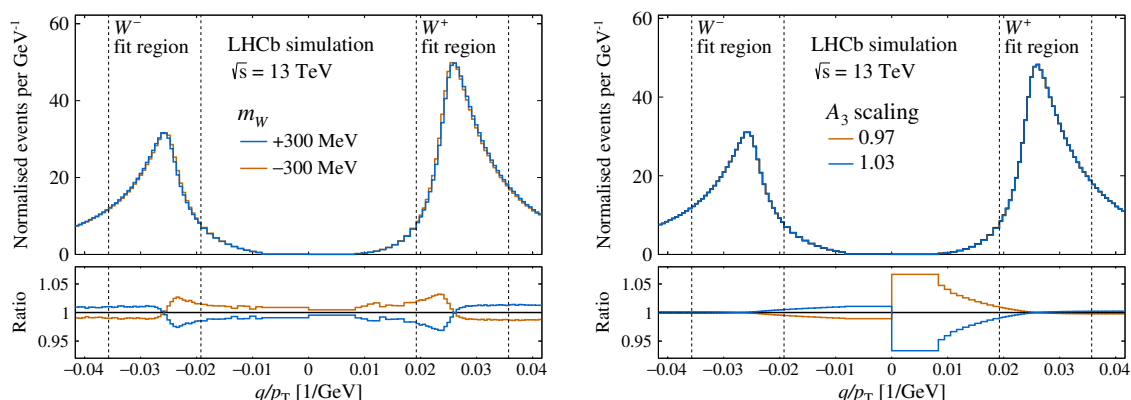 Normalised events per GeV⁻¹
60
40
20
0
W⁻
fit region
LHCb simulation
√s = 13 TeV
m_W
+300 MeV
−300 MeV
W⁺
fit region
Ratio
1.05
1
0.95
−0.04 −0.03 −0.02 −0.01 0 0.01 0.02 0.03 0.04
q/p_T [1/GeV]
Normalised events per GeV⁻¹
60
40
20
0
W⁻
fit region
LHCb simulation
√s = 13 TeV
A₃ scaling
0.97
1.03
W⁺
fit region
Ratio
1.05
1
0.95
−0.04 −0.03 −0.02 −0.01 0 0.01 0.02 0.03 0.04
q/p_T [1/GeV]